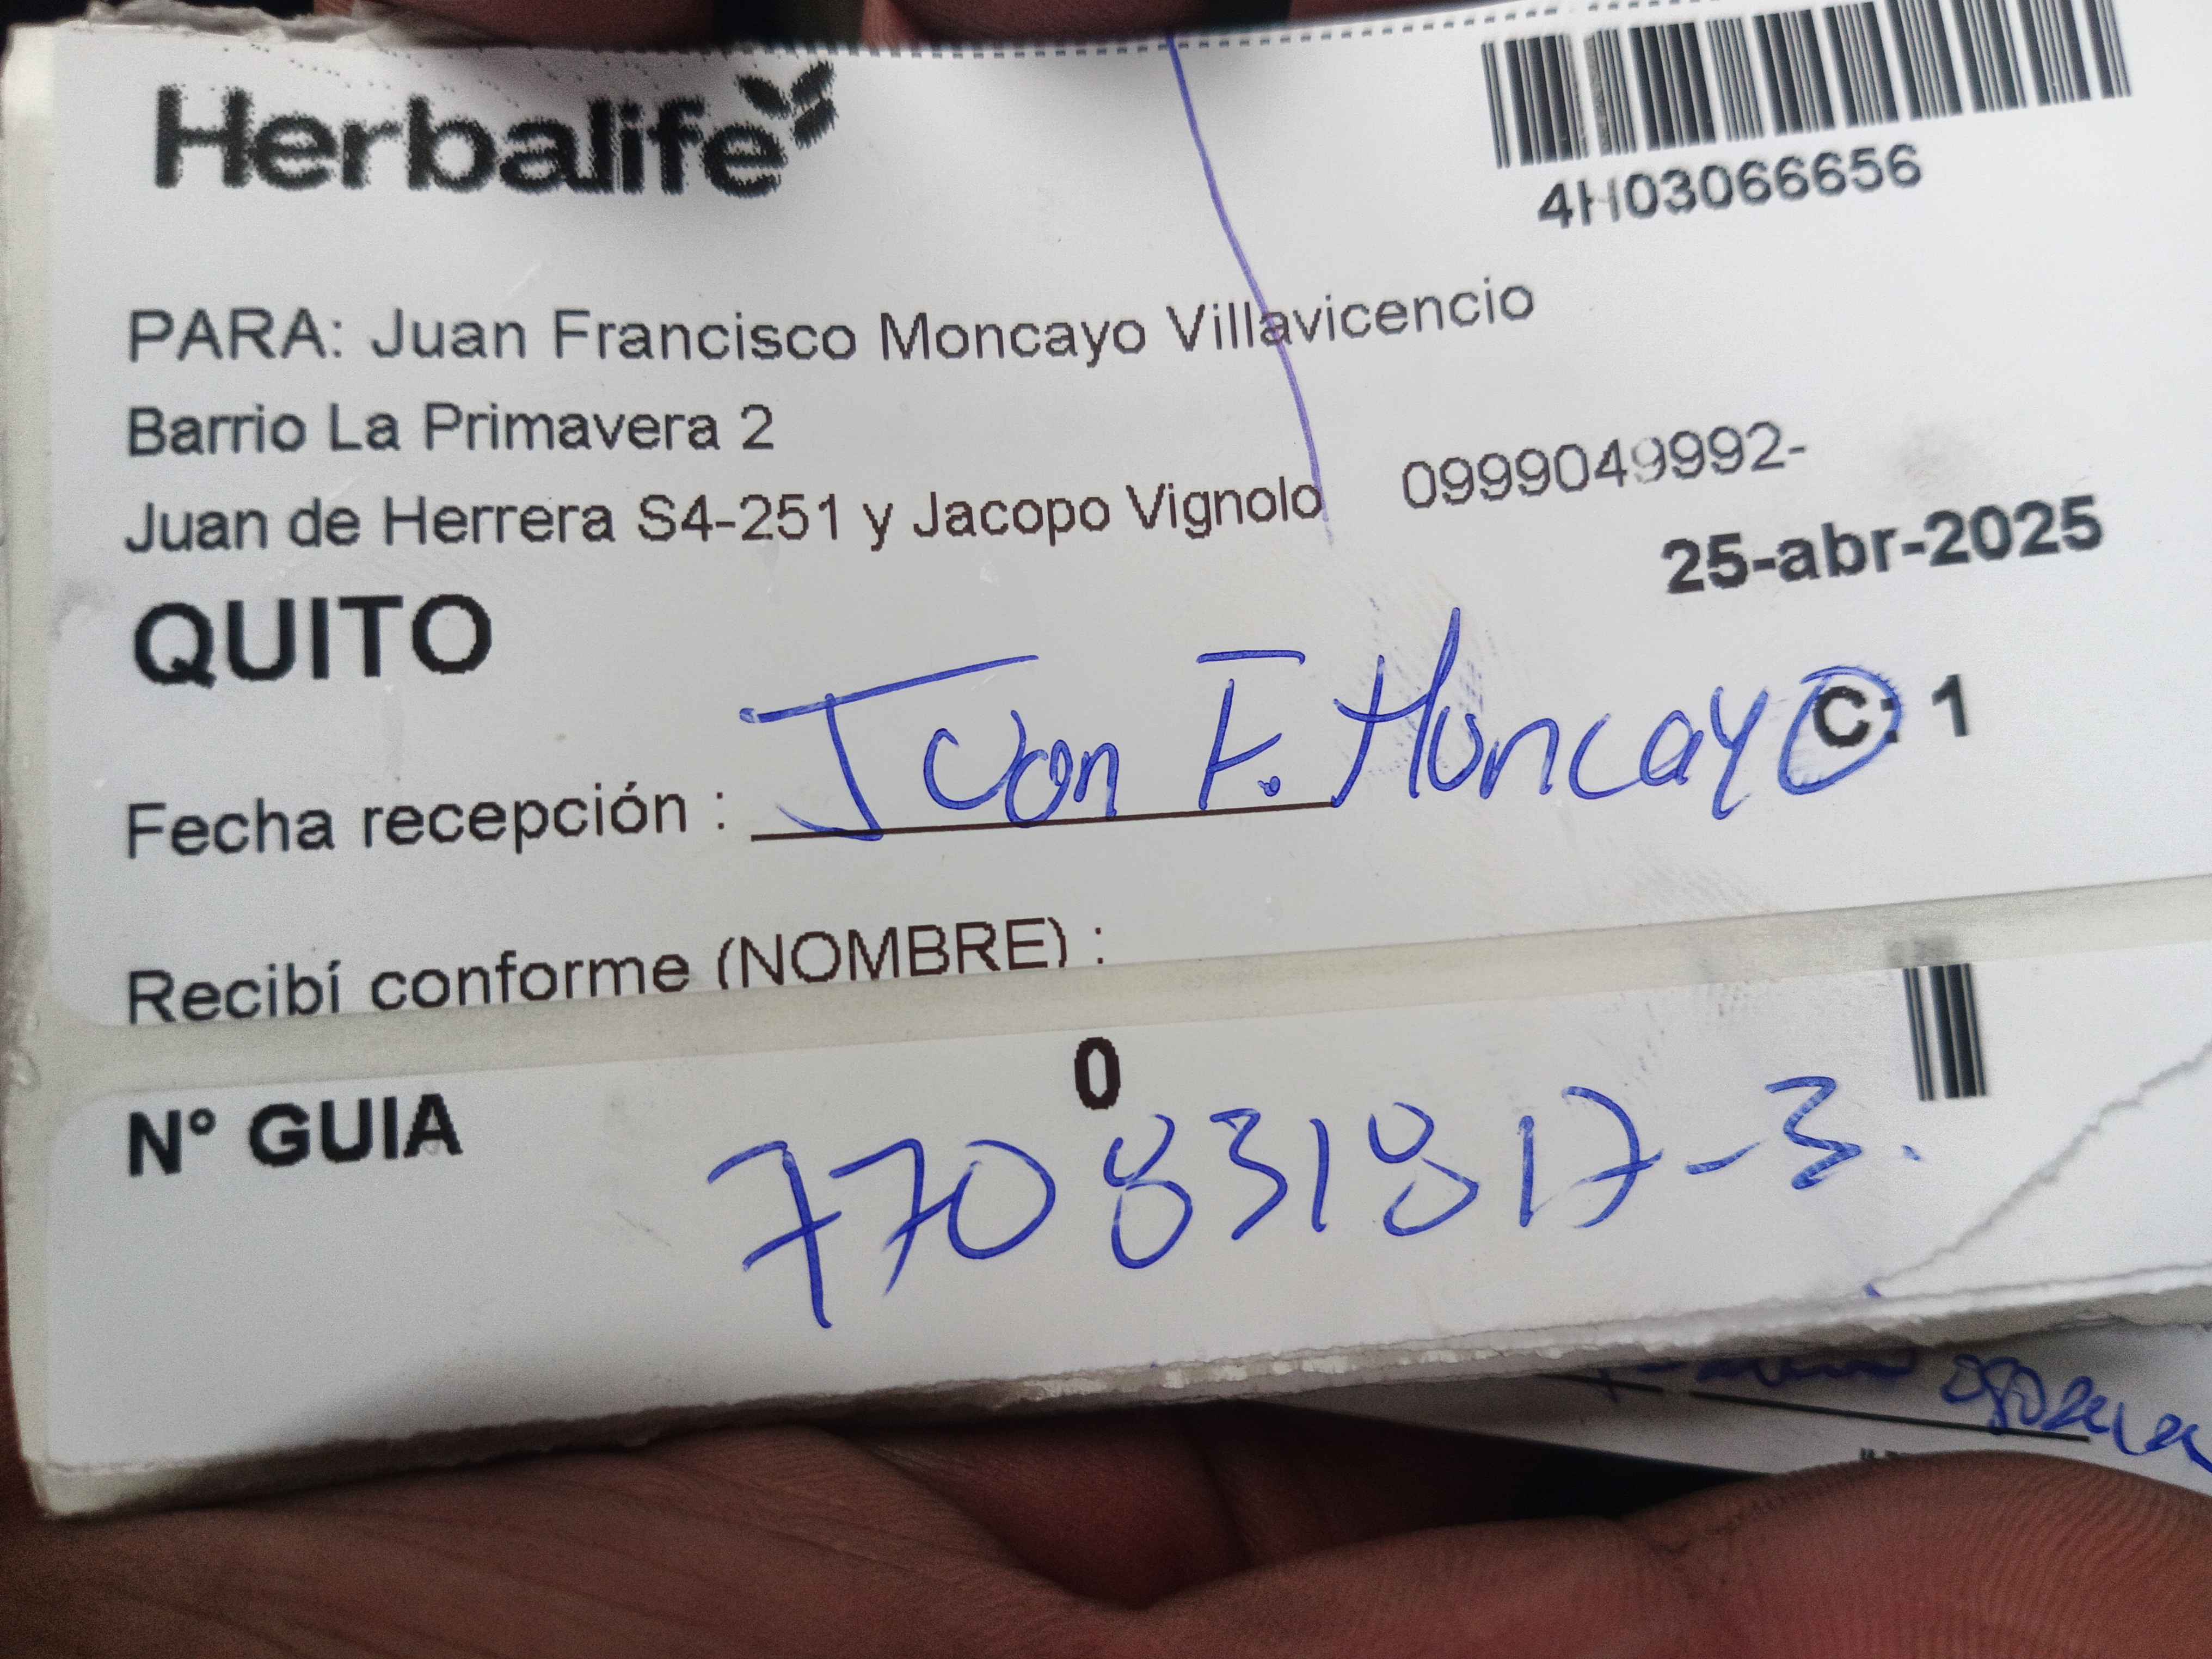 Herbalife
4H03066656
PARA: Juan Francisco Moncayo Villavicencio
Barrio La Primavera 2
Juan de Herrera S4-251 y Jacopo Vignolo 0999049992-
25-abr-2025
QUITO
C: 1
Fecha recepción : Juan F. Moncayo
Recibí conforme (NOMBRE) :
0
N° GUIA 770831817-3.